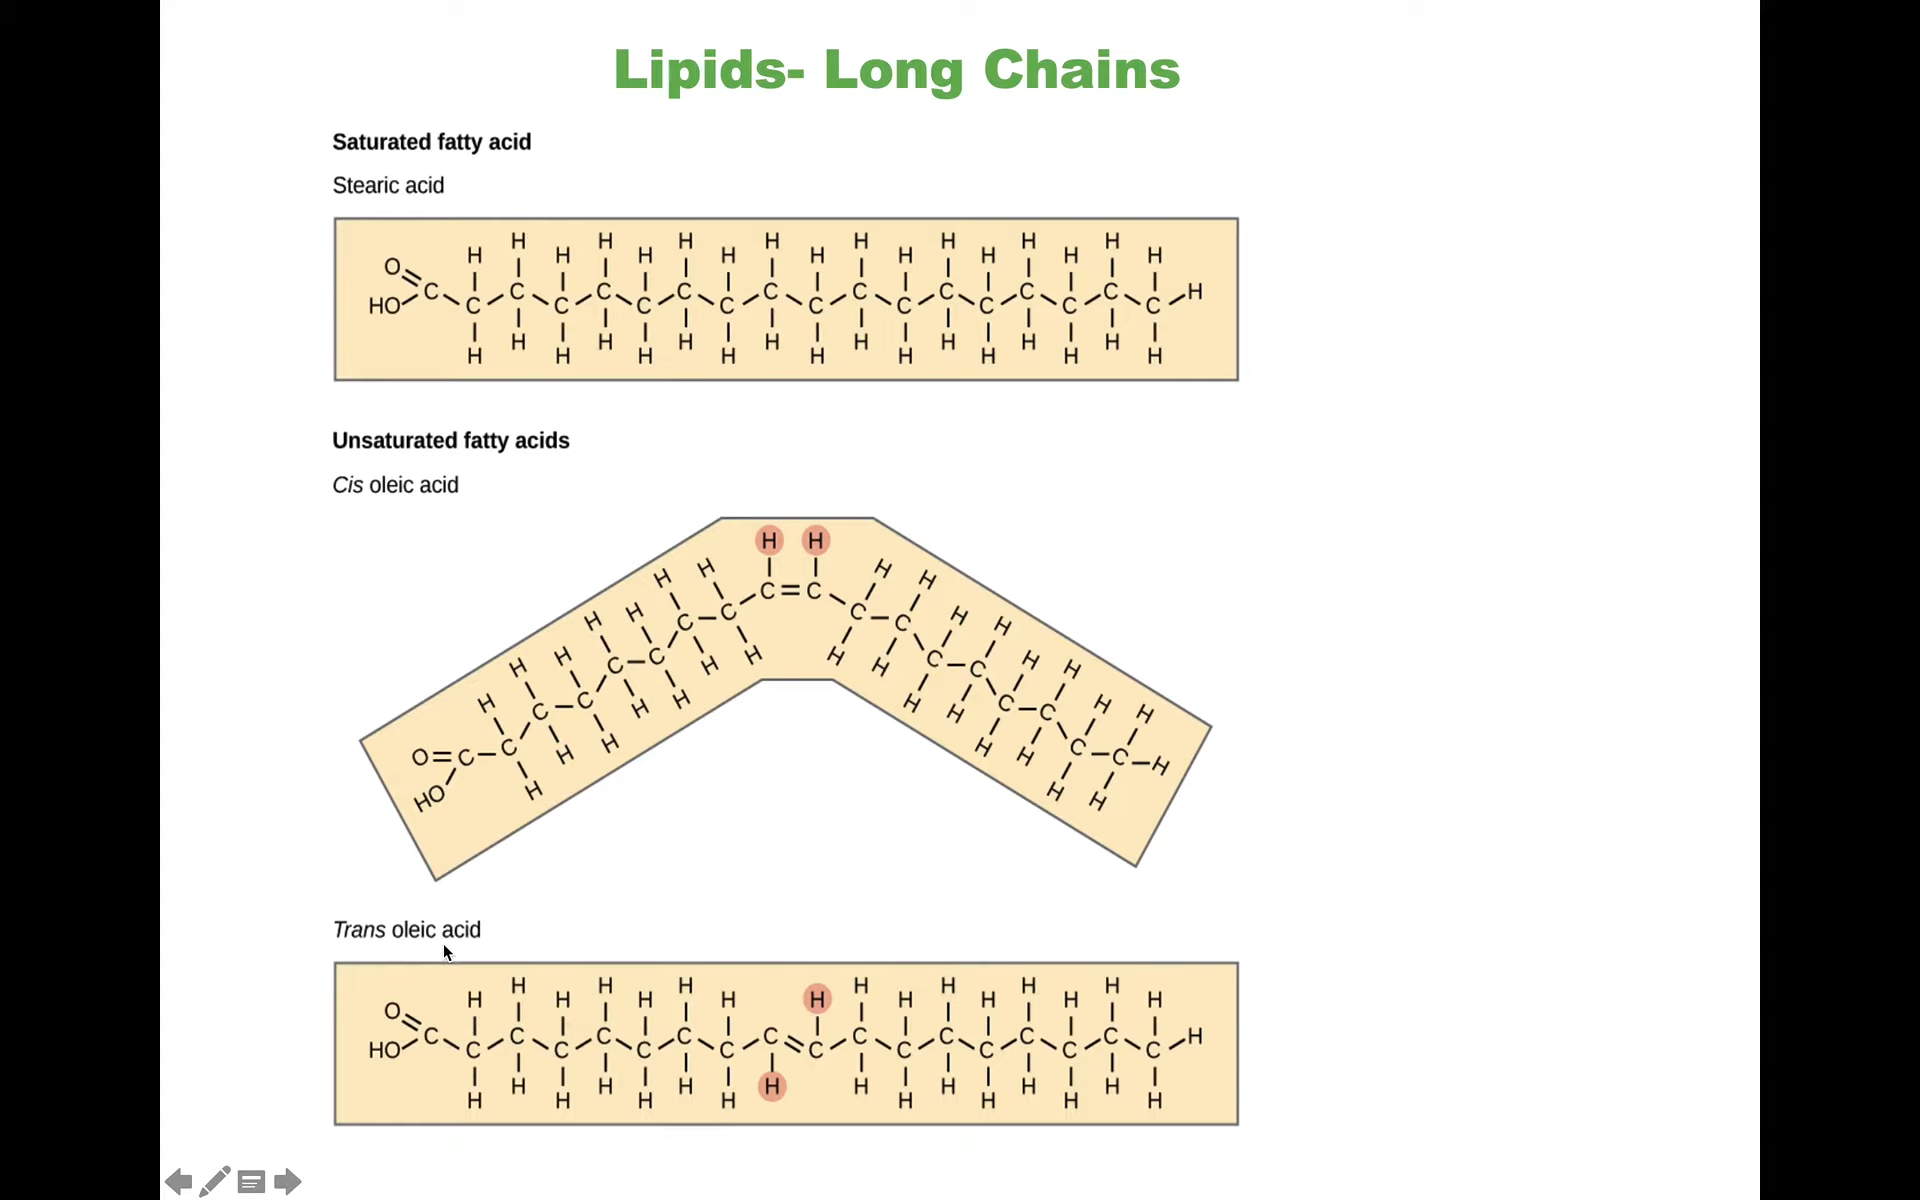 Lipids- Long Chains
Saturated fatty acid
Stearic acid
H H H H H H H H H H H H H H H H H
O
HO C C C C C C C C C C C C C C C C C C H
H H H H H H H H H H H H H H H H H
Unsaturated fatty acids
Cis oleic acid
H H H H H H H H H H H H H H H H H
O=C C C C C C C C C=C C C C C C C C C H
HO
H H H H H H H H H H H H H H H
Trans oleic acid
H H H H H H H H H H H H H H H H
O
HO C C C C C C C C C=C C C C C C C C C H
H H H H H H H H H H H H H H H H